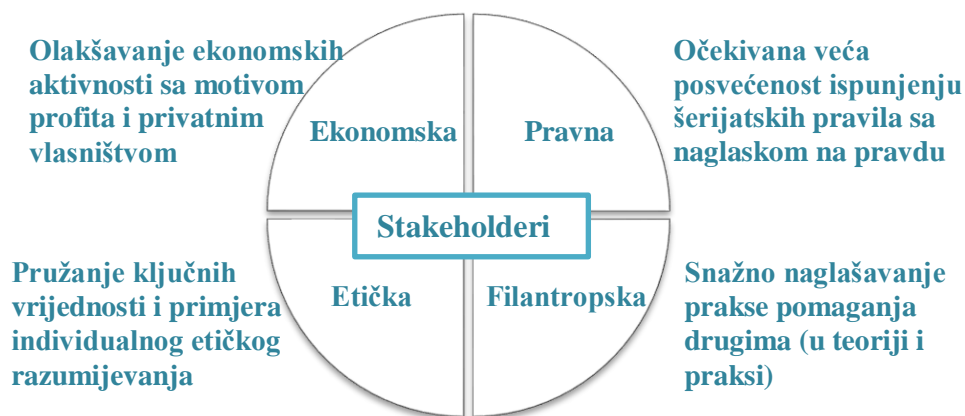 Olakšavanje ekonomskih
aktivnosti sa motivom
profita i privatnim
vlasništvom
Ekonomska
Pravna
Očekivana veća
posvećenost ispunjenju
šerijatskih pravila sa
naglaskom na pravdu
Stakeholderi
Pružanje ključnih
vrijednosti i primjera
individualnog etičkog
razumijevanja
Etička
Filantropska
Snažno naglašavanje
prakse pomaganja
drugima (u teoriji i
praksi)